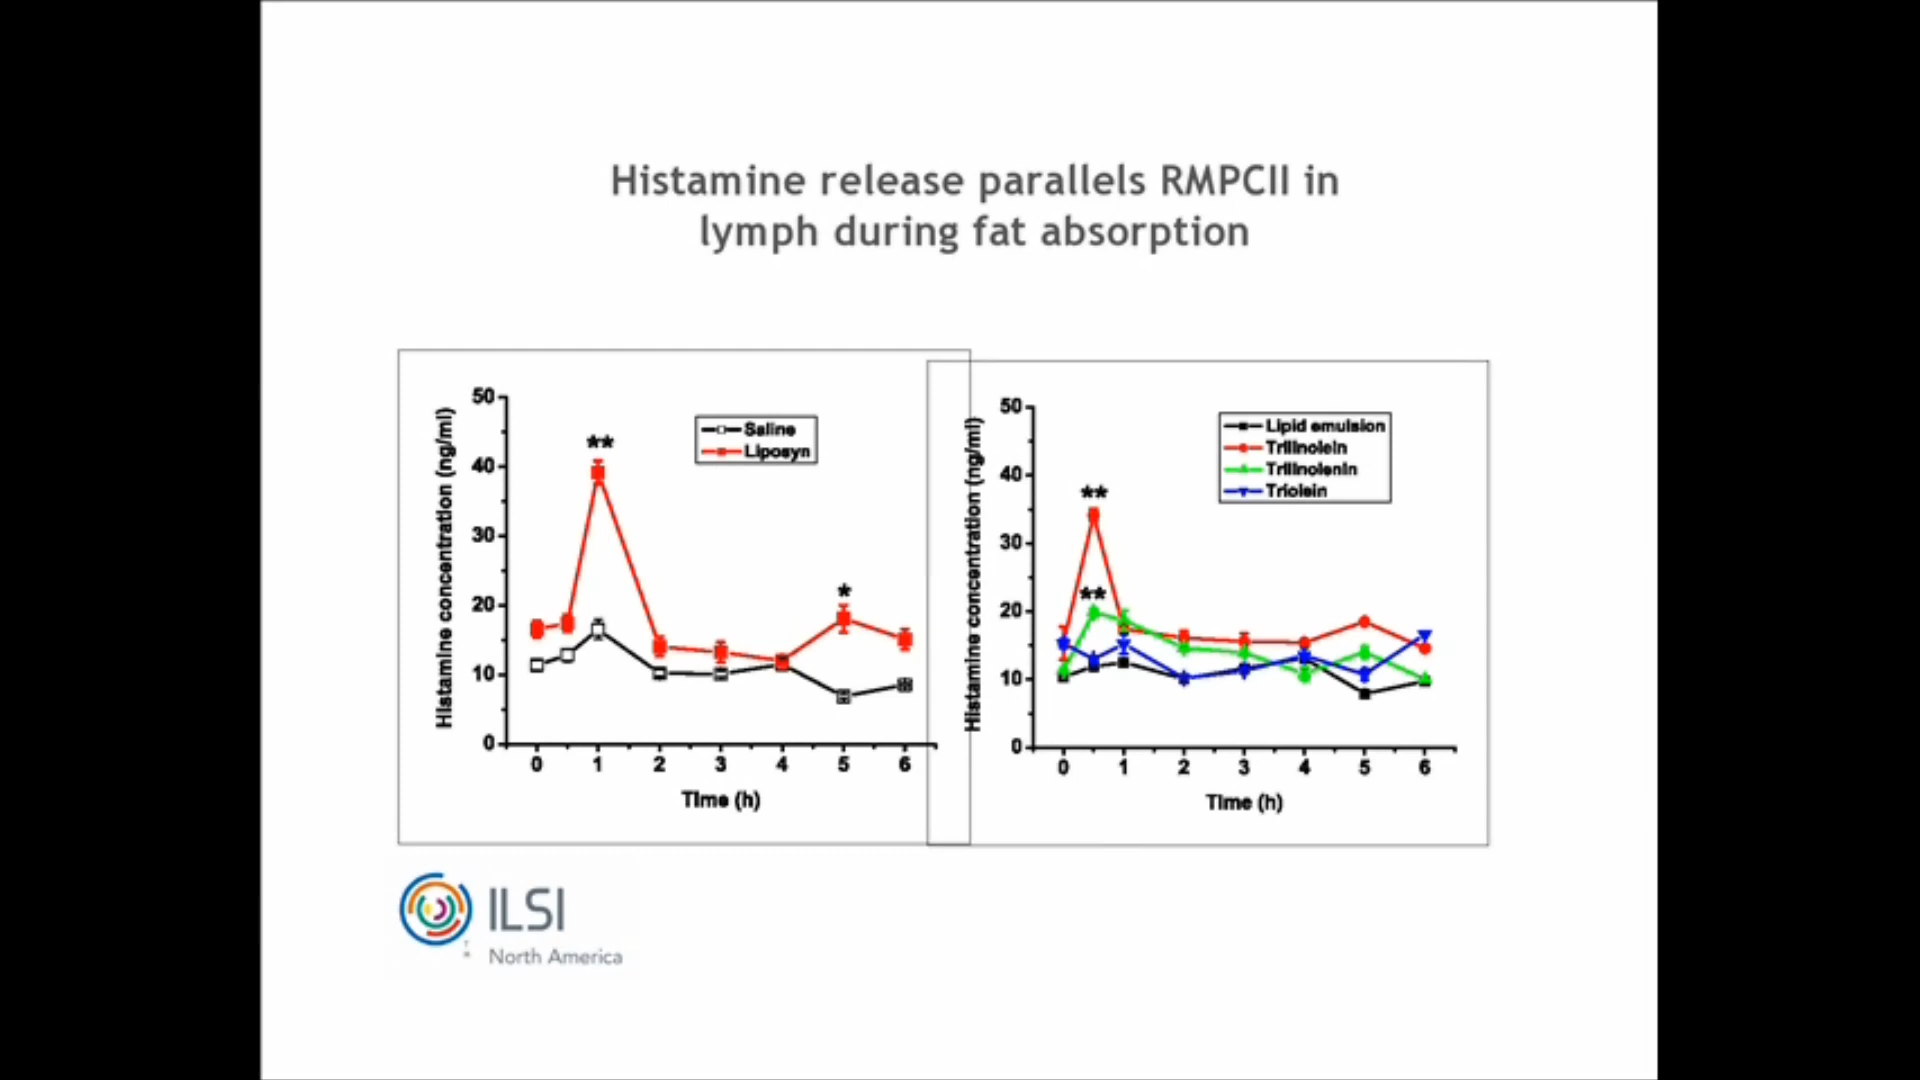 Histamine release parallels RMPCII in
lymph during fat absorption
Histamine concentration (ng/ml)
50
40
30
20
10
0
**
*
Saline
Liposyn
0 1 2 3 4 5 6
Time (h)
Histamine concentration (ng/ml)
50
40
30
20
10
0
**
**
Lipid emulsion
Trilinolein
Trilinolenin
Triolein
0 1 2 3 4 5 6
Time (h)
ILSI
North America